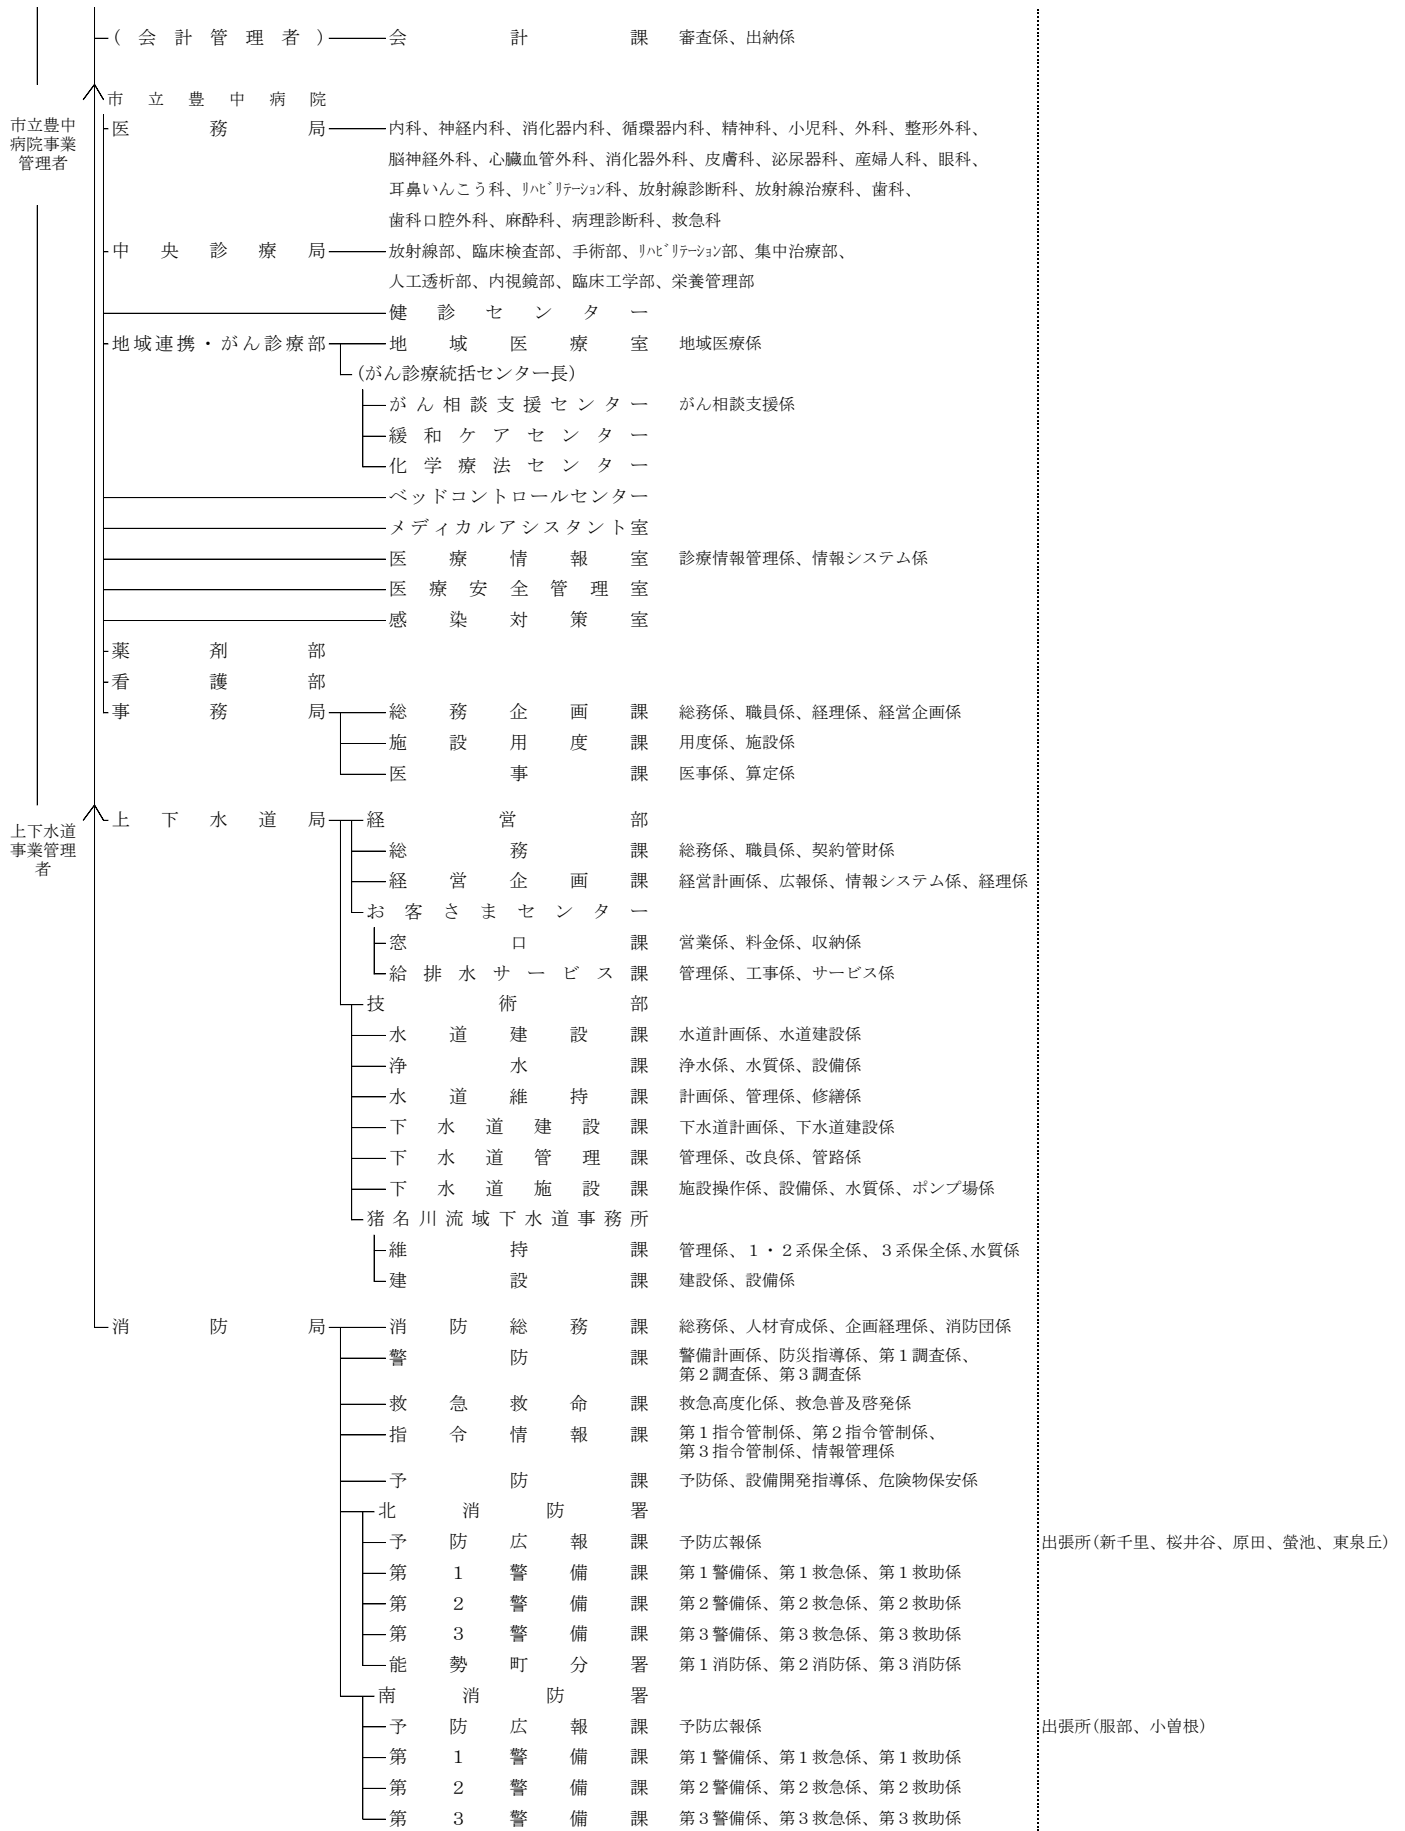 (会計管理者) 会計課 審査係、出納係
市立豊中病院
市立豊中
病院事業
管理者
医務局 内科、神経内科、消化器内科、循環器内科、精神科、小児科、外科、整形外科、
脳神経外科、心臓血管外科、消化器外科、皮膚科、泌尿器科、産婦人科、眼科、
耳鼻いんこう科、ﾘﾊﾋﾞﾘﾃｰｼｮﾝ科、放射線診断科、放射線治療科、歯科、
歯科口腔外科、麻酔科、病理診断科、救急科
中央診療局 放射線部、臨床検査部、手術部、ﾘﾊﾋﾞﾘﾃｰｼｮﾝ部、集中治療部、
人工透析部、内視鏡部、臨床工学部、栄養管理部
健診センター
地域連携・がん診療部 地域医療室 地域医療係
(がん診療統括センター長)
がん相談支援センター がん相談支援係
緩和ケアセンター
化学療法センター
ベッドコントロールセンター
メディカルアシスタント室
医療情報室 診療情報管理係、情報システム係
医療安全管理室
感染対策室
薬剤部
看護部
事務局 総務企画課 総務係、職員係、経理係、経営企画係
施設用度課 用度係、施設係
医事課 医事係、算定係
上下水道
事業管理
者
上下水道局 経営部
総務課 総務係、職員係、契約管財係
経営企画課 経営計画係、広報係、情報システム係、経理係
お客さまセンター
窓口課 営業係、料金係、収納係
給排水サービス課 管理係、工事係、サービス係
技術部
水道建設課 水道計画係、水道建設係
浄水課 浄水係、水質係、設備係
水道維持課 計画係、管理係、修繕係
下水道建設課 下水道計画係、下水道建設係
下水道管理課 管理係、改良係、管路係
下水道施設課 施設操作係、設備係、水質係、ポンプ場係
猪名川流域下水道事務所
維持課 管理係、１・２系保全係、３系保全係、水質係
建設課 建設係、設備係
消防局 消防総務課 総務係、人材育成係、企画経理係、消防団係
警防課 警備計画係、防災指導係、第１調査係、
第２調査係、第３調査係
救急救命課 救急高度化係、救急普及啓発係
指令情報課 第１指令管制係、第２指令管制係、
第３指令管制係、情報管理係
予防課 予防係、設備開発指導係、危険物保安係
北消防署
予防広報課 予防広報係 出張所(新千里、桜井谷、原田、螢池、東泉丘)
第１警備課 第１警備係、第１救急係、第１救助係
第２警備課 第２警備係、第２救急係、第２救助係
第３警備課 第３警備係、第３救急係、第３救助係
能勢町分署 第１消防係、第２消防係、第３消防係
南消防署
予防広報課 予防広報係 出張所(服部、小曽根)
第１警備課 第１警備係、第１救急係、第１救助係
第２警備課 第２警備係、第２救急係、第２救助係
第３警備課 第３警備係、第３救急係、第３救助係